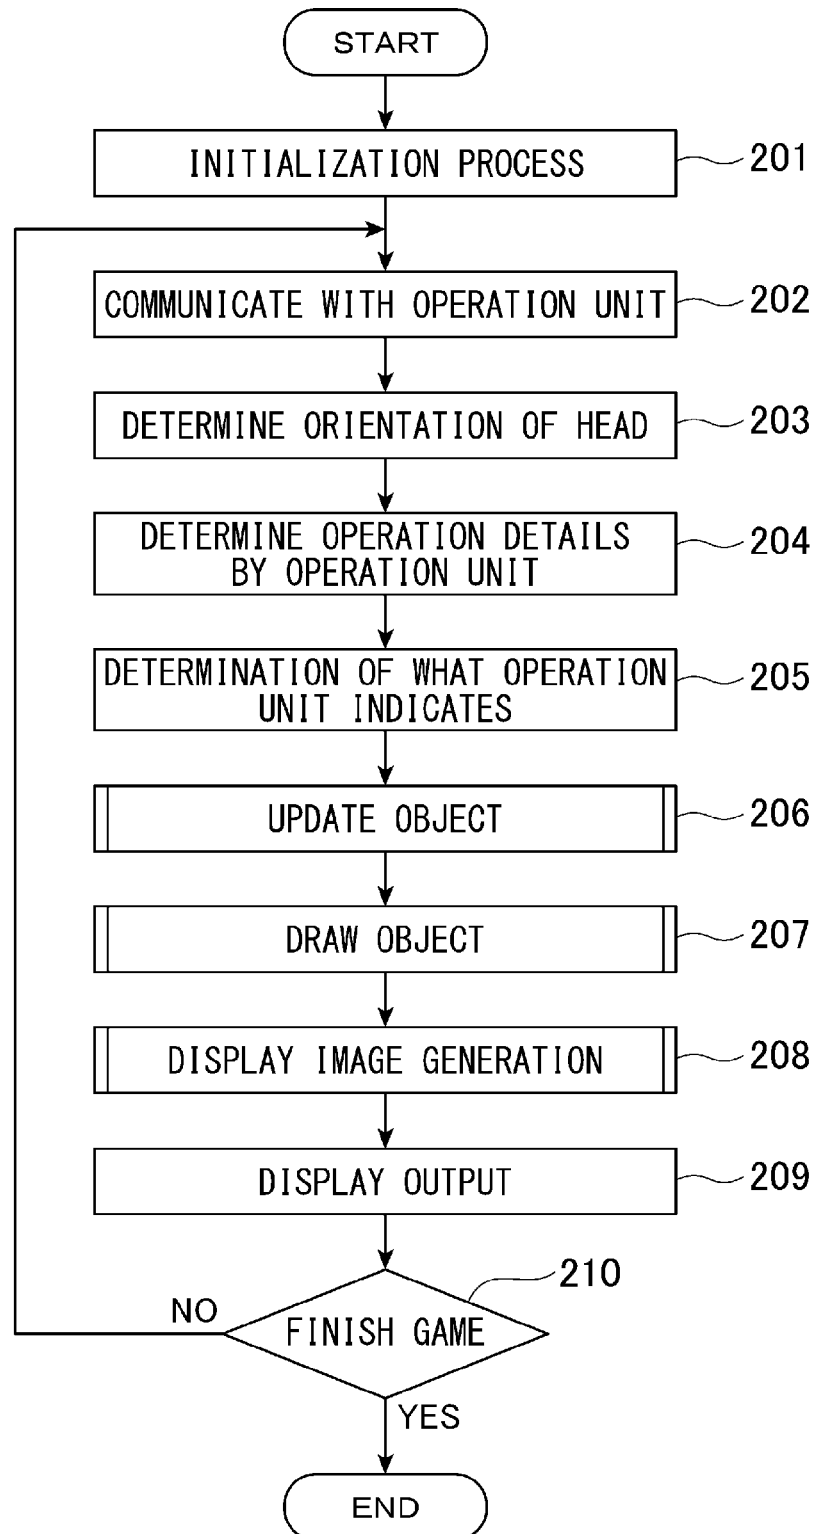 START
INITIALIZATION PROCESS
201
COMMUNICATE WITH OPERATION UNIT
202
DETERMINE ORIENTATION OF HEAD
203
DETERMINE OPERATION DETAILS
BY OPERATION UNIT
204
DETERMINATION OF WHAT OPERATION
UNIT INDICATES
205
UPDATE OBJECT
206
DRAW OBJECT
207
DISPLAY IMAGE GENERATION
208
DISPLAY OUTPUT
209
210
NO
FINISH GAME
YES
END